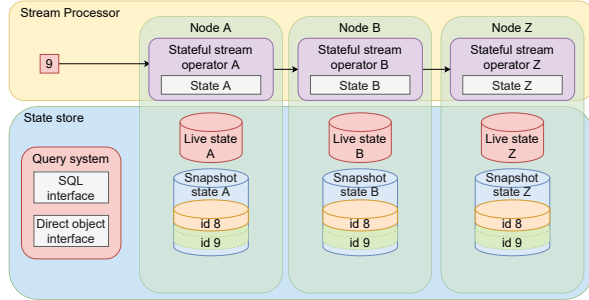 Stream Processor
Node A
Node B
Node Z
9
Stateful stream
operator A
State A
Stateful stream
operator B
State B
Stateful stream
operator Z
State Z
State store
Query system
SQL
interface
Direct object
interface
Live state
A
Live state
B
Live state
Z
Snapshot
state A
id 8
id 9
Snapshot
state B
id 8
id 9
Snapshot
state Z
id 8
id 9